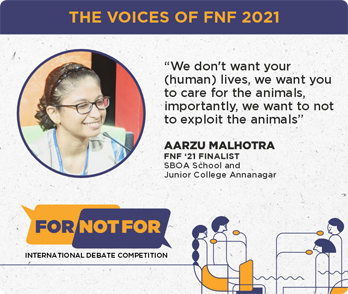 THE VOICES OF FNF 2021
“We don't want your
(human) lives, we want you
to care for the animals,
importantly, we want to not
to exploit the animals”
AARZU MALHOTRA
FNF ‘21 FINALIST
SBOA School and
Junior College Annanagar
FOR NOT FOR
INTERNATIONAL DEBATE COMPETITION